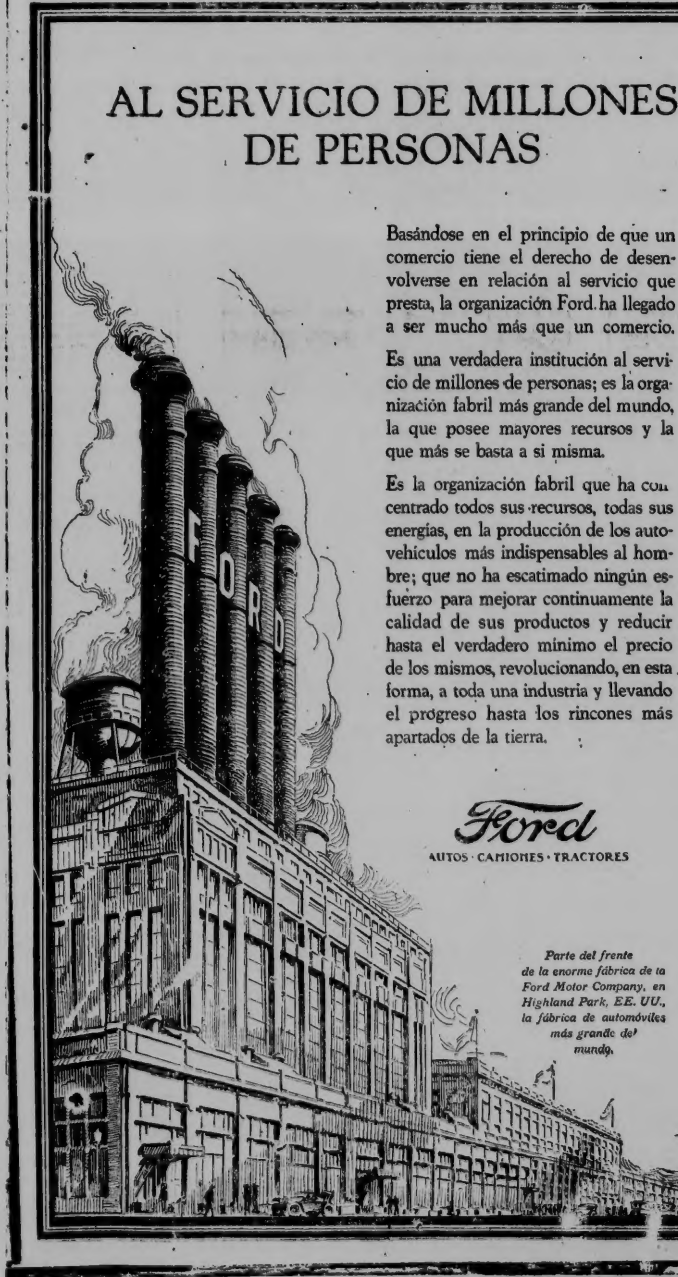 AL SERVICIO DE MILLONES
DE PERSONAS
Basándose en el principio de que un
comercio tiene el derecho de desen-
volverse en relación al servicio que
presta, la organización Ford ha llegado
a ser mucho más que un comercio.
Es una verdadera institución al servi-
cio de millones de personas; es la orga-
nización fabril más grande del mundo,
la que posee mayores recursos y la
que más se basta a si misma.
Es la organización fabril que ha con
centrado todos sus recursos, todas sus
energías, en la producción de los auto-
vehículos más indispensables al hom-
bre; que no ha escatimado ningún es-
fuerzo para mejorar continuamente la
calidad de sus productos y reducir
hasta el verdadero mínimo el precio
de los mismos, revolucionando, en esta
forma, a toda una industria y llevando
el progreso hasta los rincones más
apartados de la tierra.
FORD
Ford
AUTOS · CAMIONES · TRACTORES
Parte del frente
de la enorme fábrica de la
Ford Motor Company, en
Highland Park, EE. UU.,
la fábrica de automóviles
más grande del
mundo.